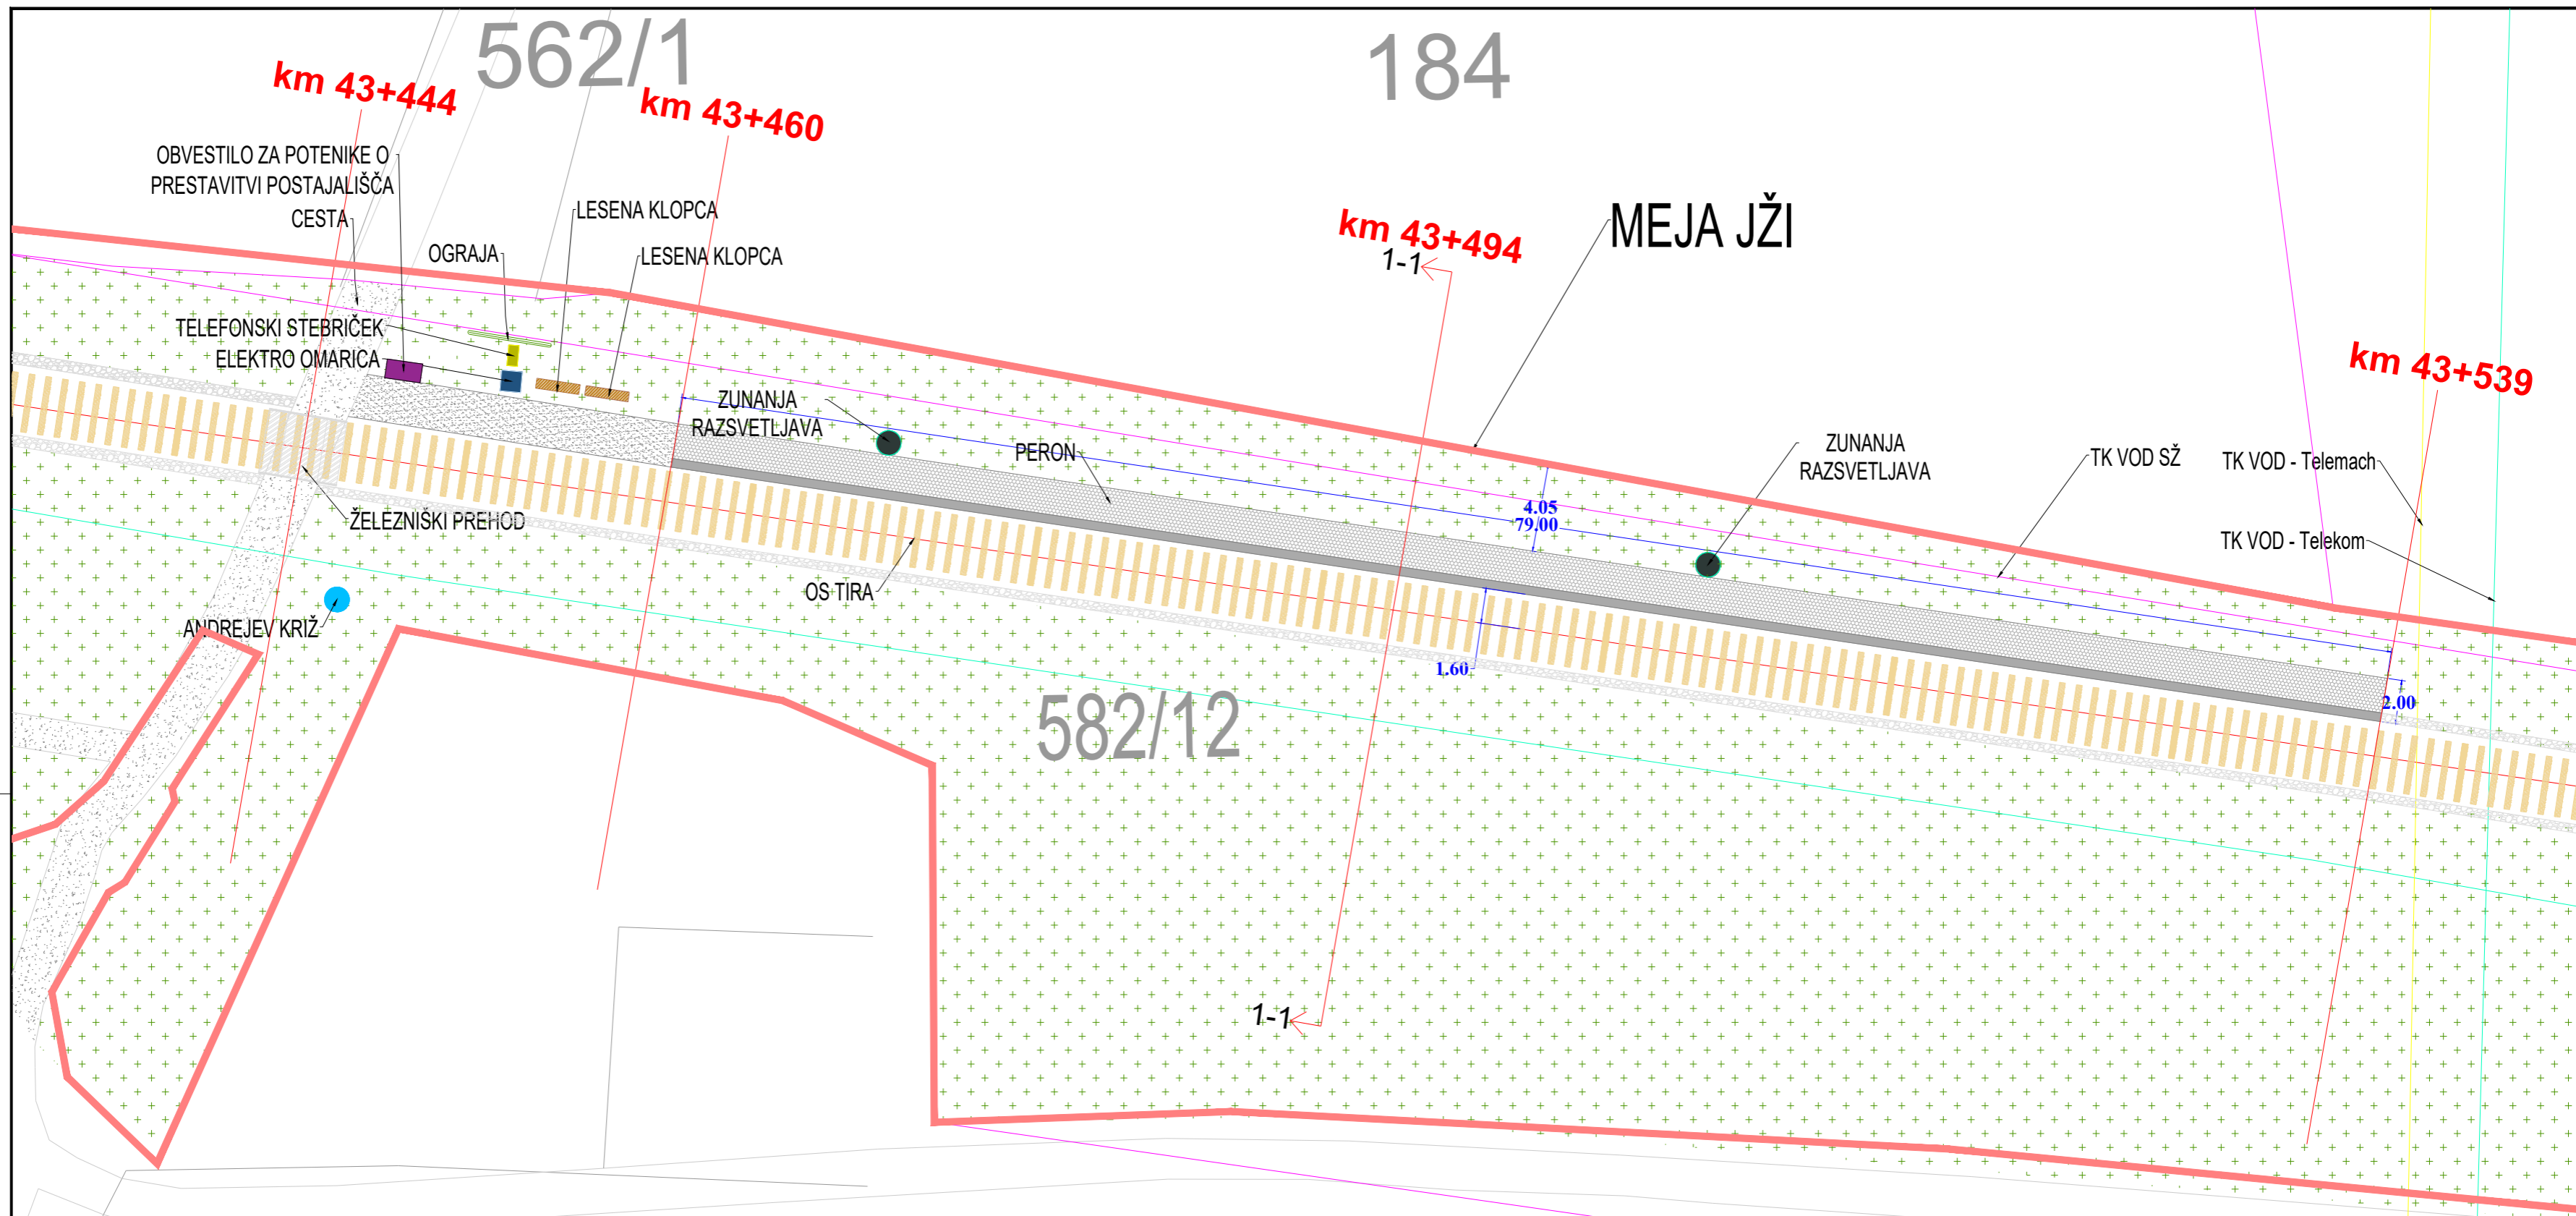 562/1
184
km 43+444
km 43+460
OBVESTILO ZA POTENIKE O
PRESTAVITVI POSTAJALIŠČA
CESTA
LESENA KLOPCA
OGRAJA
LESENA KLOPCA
km 43+494
1-1
MEJA JŽI
TELEFONSKI STEBRIČEK
ELEKTRO OMARICA
km 43+539
ZUNANJA
RAZSVETLJAVA
PERON
ZUNANJA
RAZSVETLJAVA
TK VOD SŽ
TK VOD - Telemach
TK VOD - Telekom
4.05
79.00
ŽELEZNIŠKI PREHOD
OS TIRA
ANDREJEV KRIŽ
1.60
2.00
582/12
1-1